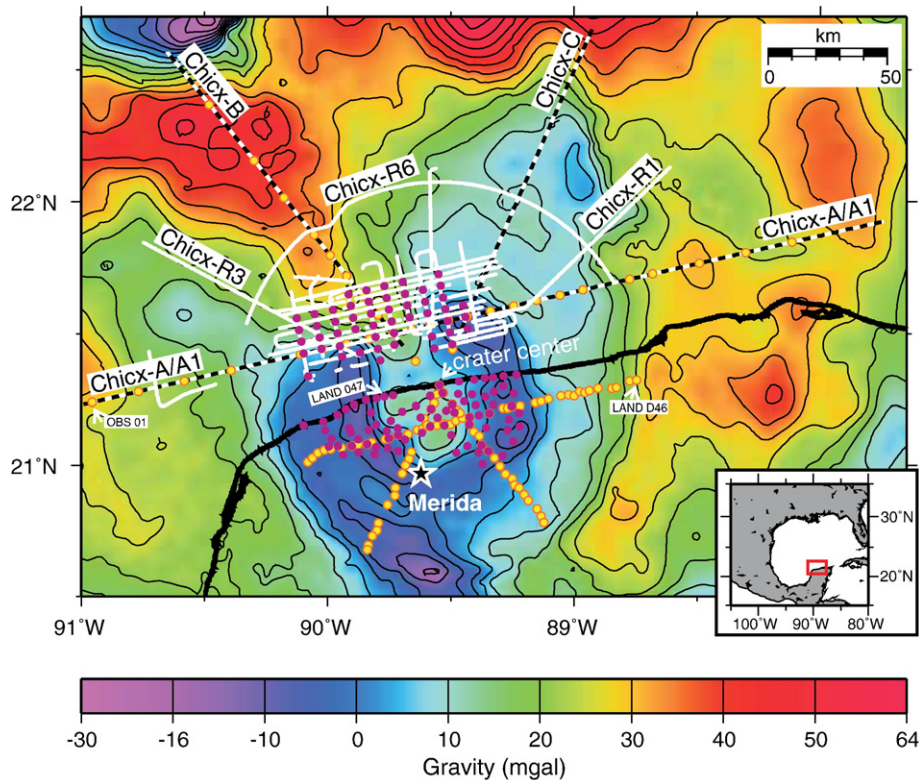 km
0 50
Chicx-B
Chicx-C
22°N
Chicx-R6
Chicx-R1
Chicx-R3
Chicx-A/A1
Chicx-A/A1
crater center
LAND 047
OBS 01
LAND D46
21°N
Merida
30°N
20°N
100°W 90°W 80°W
91°W 90°W 89°W
-30 -16 -10 0 10 20 30 40 50 64
Gravity (mgal)